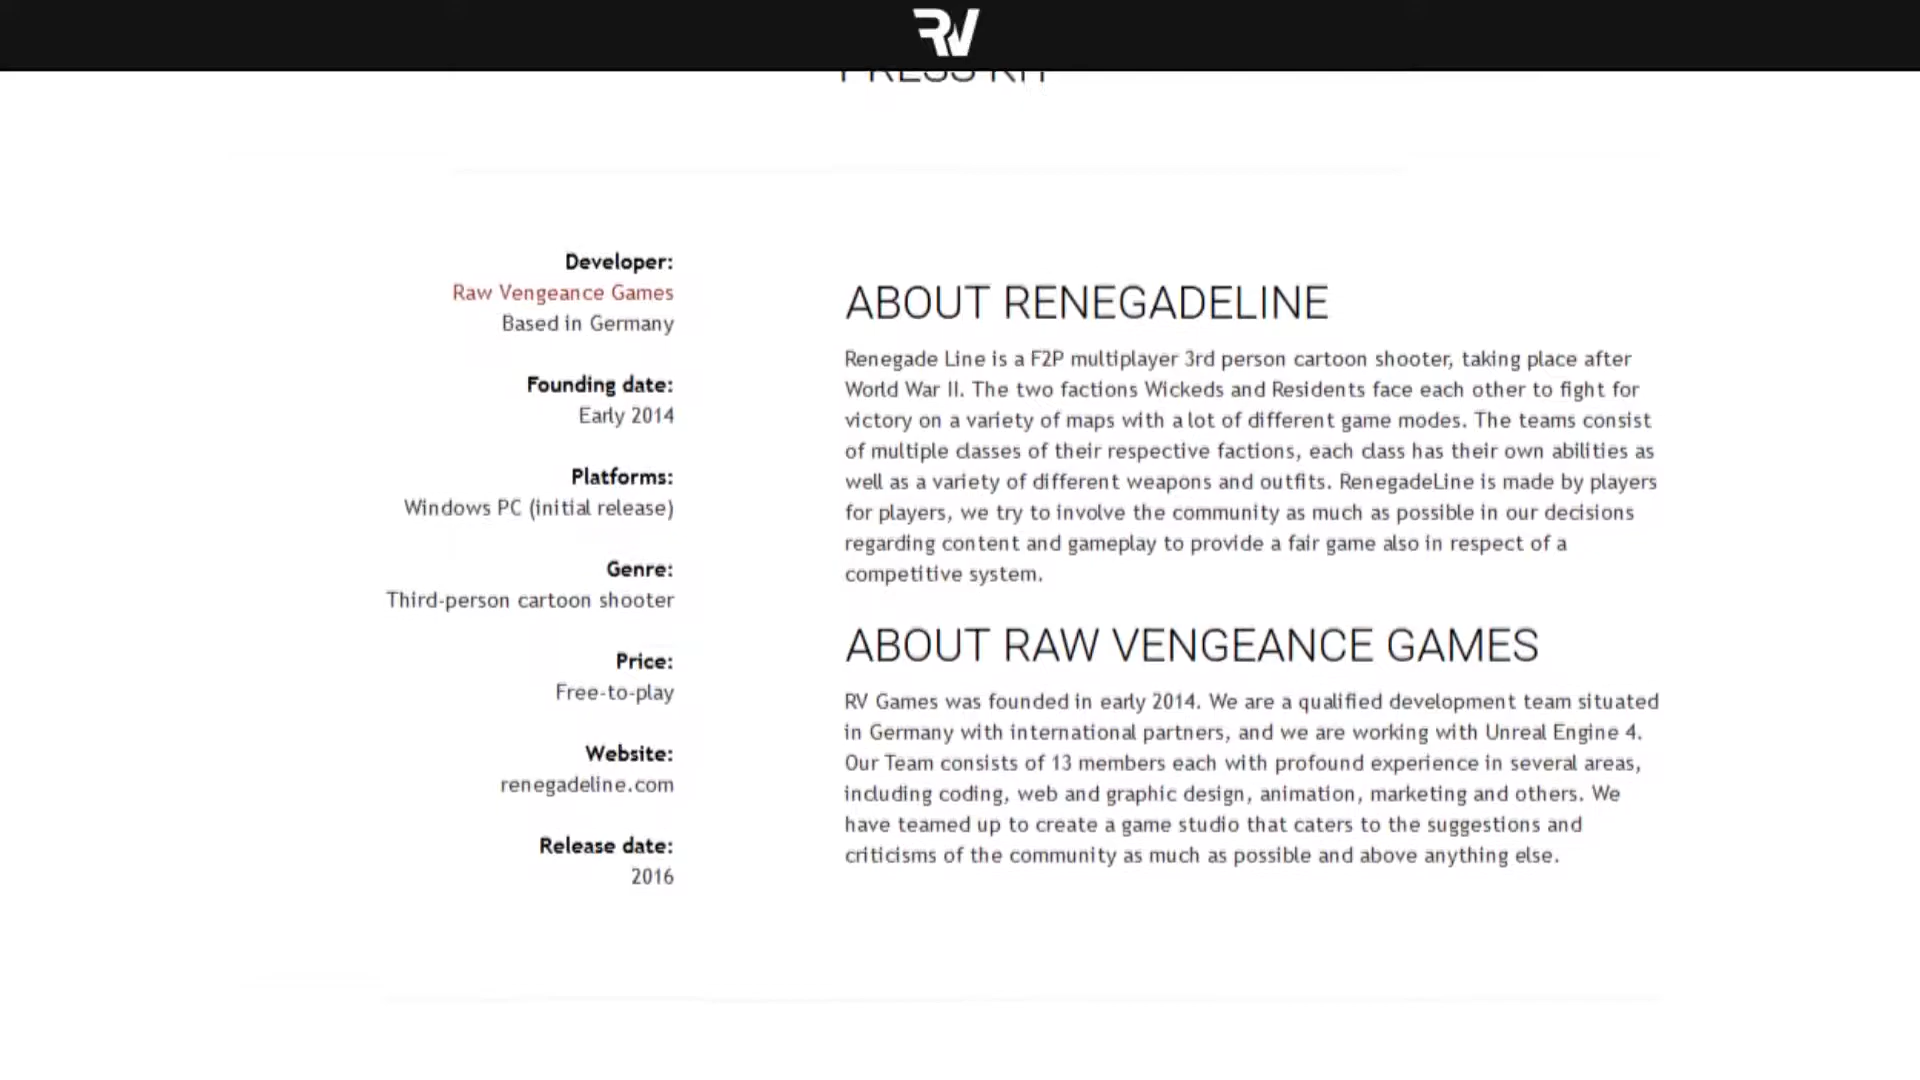 RV
PRESS KIT
Developer:
Raw Vengeance Games
Based in Germany
Founding date:
Early 2014
Platforms:
Windows PC (initial release)
Genre:
Third-person cartoon shooter
Price:
Free-to-play
Website:
renegadeline.com
Release date:
2016
ABOUT RENEGADELINE
Renegade Line is a F2P multiplayer 3rd person cartoon shooter, taking place after
World War II. The two factions Wickeds and Residents face each other to fight for
victory on a variety of maps with a lot of different game modes. The teams consist
of multiple classes of their respective factions, each class has their own abilities as
well as a variety of different weapons and outfits. RenegadeLine is made by players
for players, we try to involve the community as much as possible in our decisions
regarding content and gameplay to provide a fair game also in respect of a
competitive system.
ABOUT RAW VENGEANCE GAMES
RV Games was founded in early 2014. We are a qualified development team situated
in Germany with international partners, and we are working with Unreal Engine 4.
Our Team consists of 13 members each with profound experience in several areas,
including coding, web and graphic design, animation, marketing and others. We
have teamed up to create a game studio that caters to the suggestions and
criticisms of the community as much as possible and above anything else.